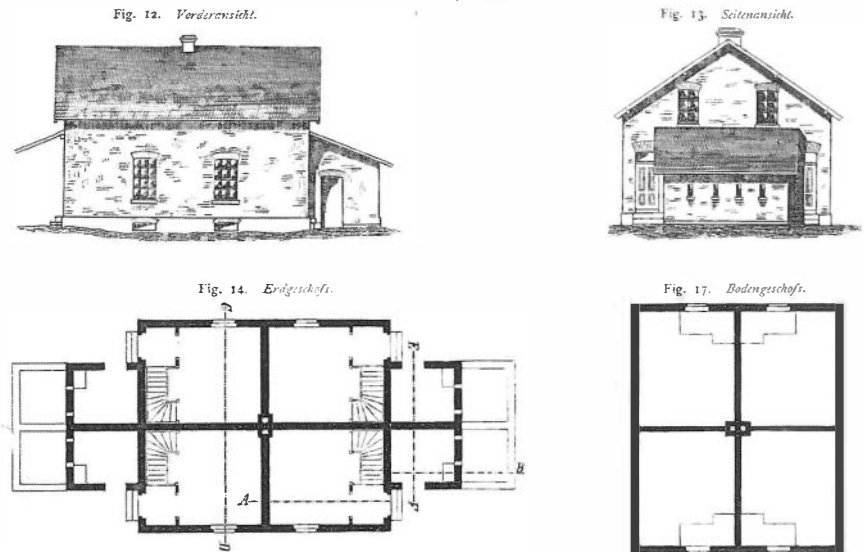 Fig. 12. Vorderansicht.
Fig. 13. Seitenansicht.
Fig. 14. Erdgeschoſs.
Fig. 17. Bodengeschoſs.
E
A
B
F